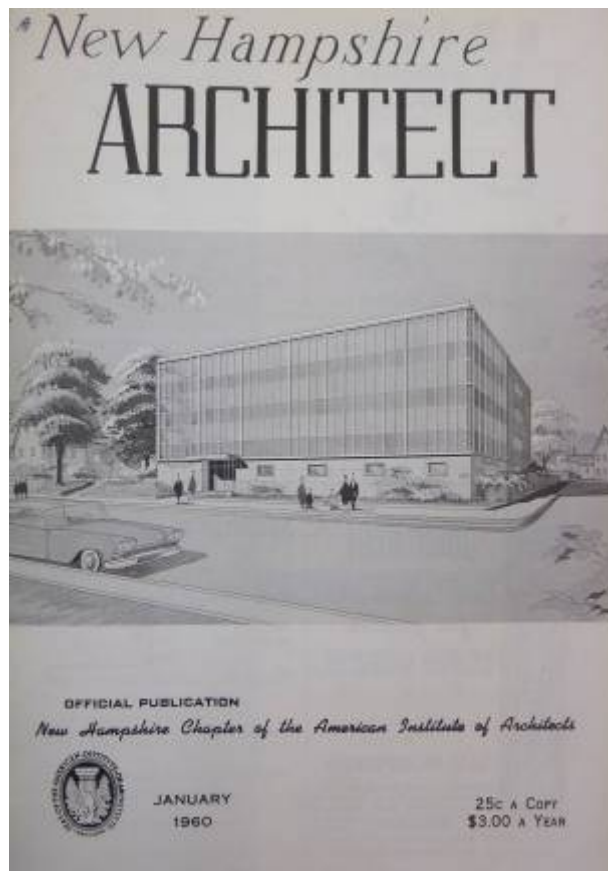 New Hampshire
ARCHITECT
OFFICIAL PUBLICATION
New Hampshire Chapter of the American Institute of Architects
JANUARY
1960
25c A COPY
$3.00 A YEAR